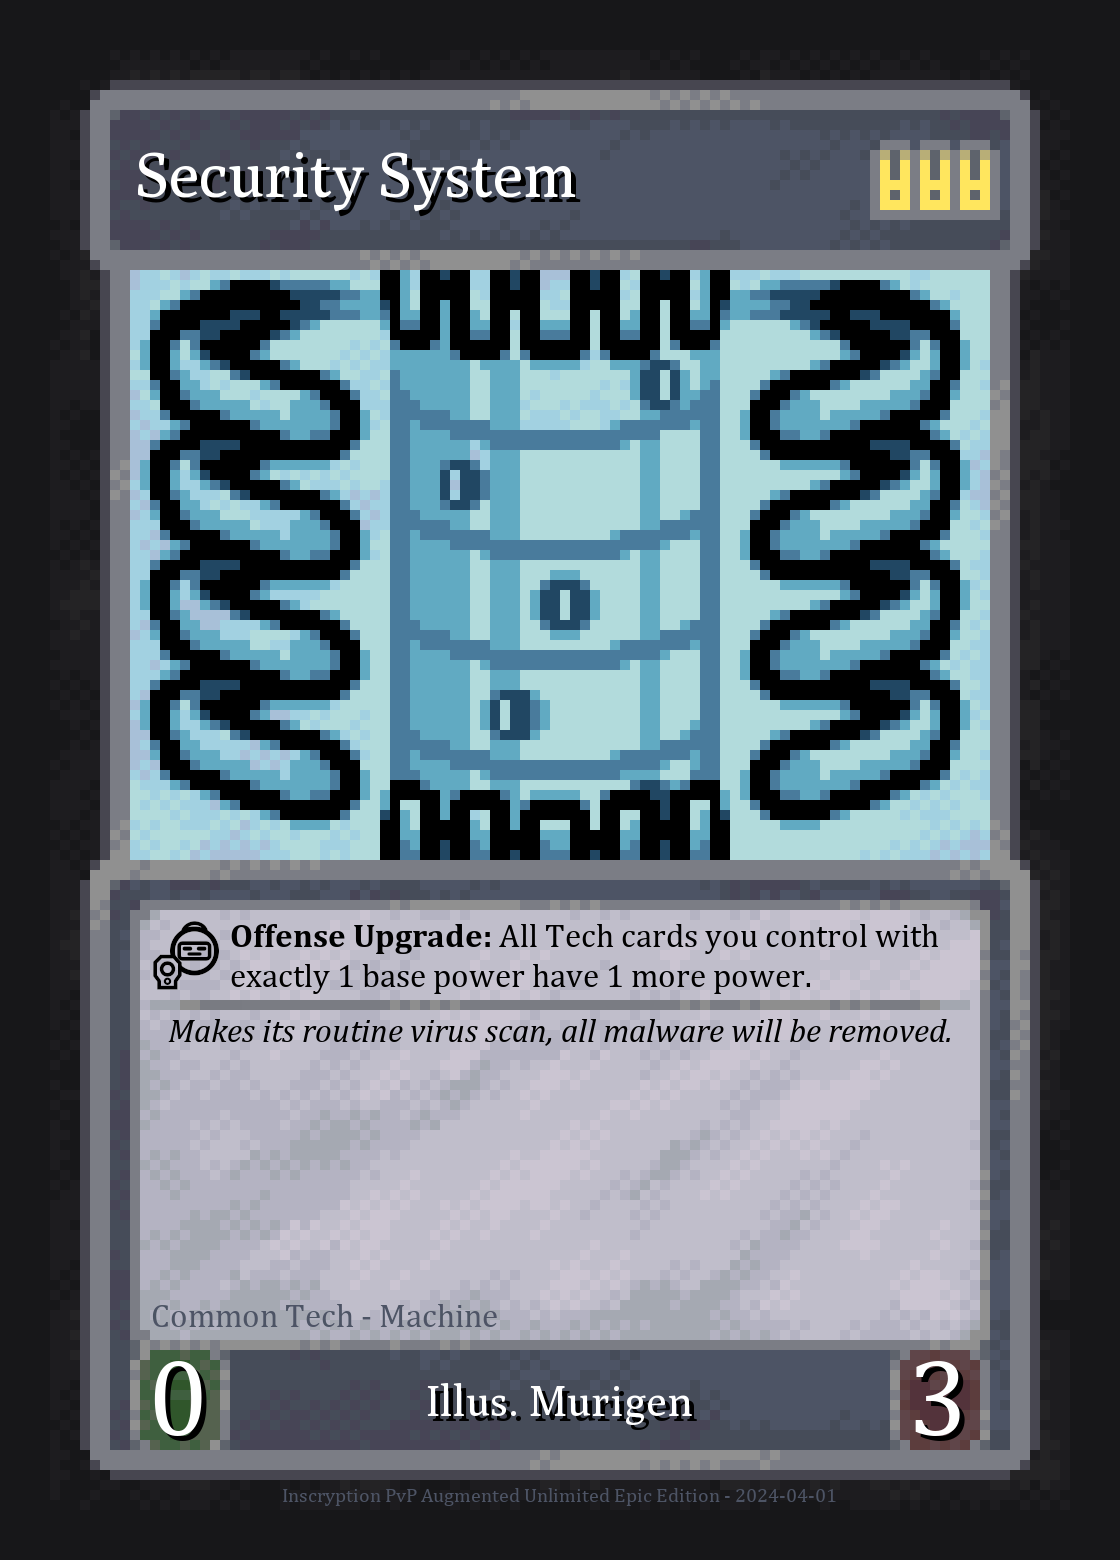 Security System
Offense Upgrade: All Tech cards you control with
exactly 1 base power have 1 more power.
Makes its routine virus scan, all malware will be removed.
Common Tech - Machine
0
Illus. Murigen
3
Inscryption PvP Augmented Unlimited Epic Edition - 2024-04-01